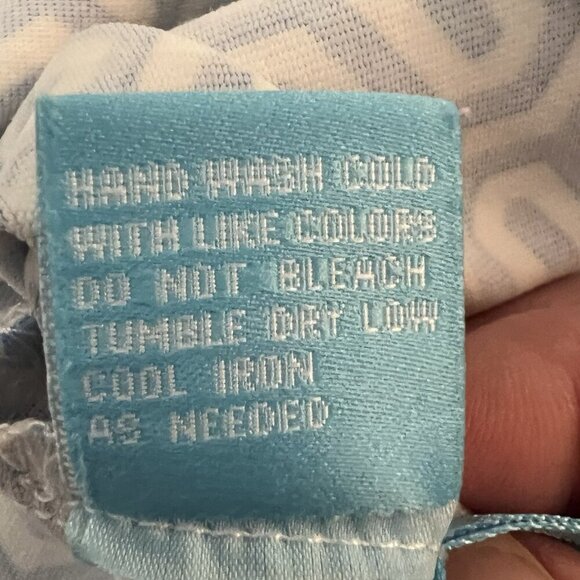 HAND WASH COLD
WITH LIKE COLORS
DO NOT BLEACH
TUMBLE DRY LOW
COOL IRON
AS NEEDED